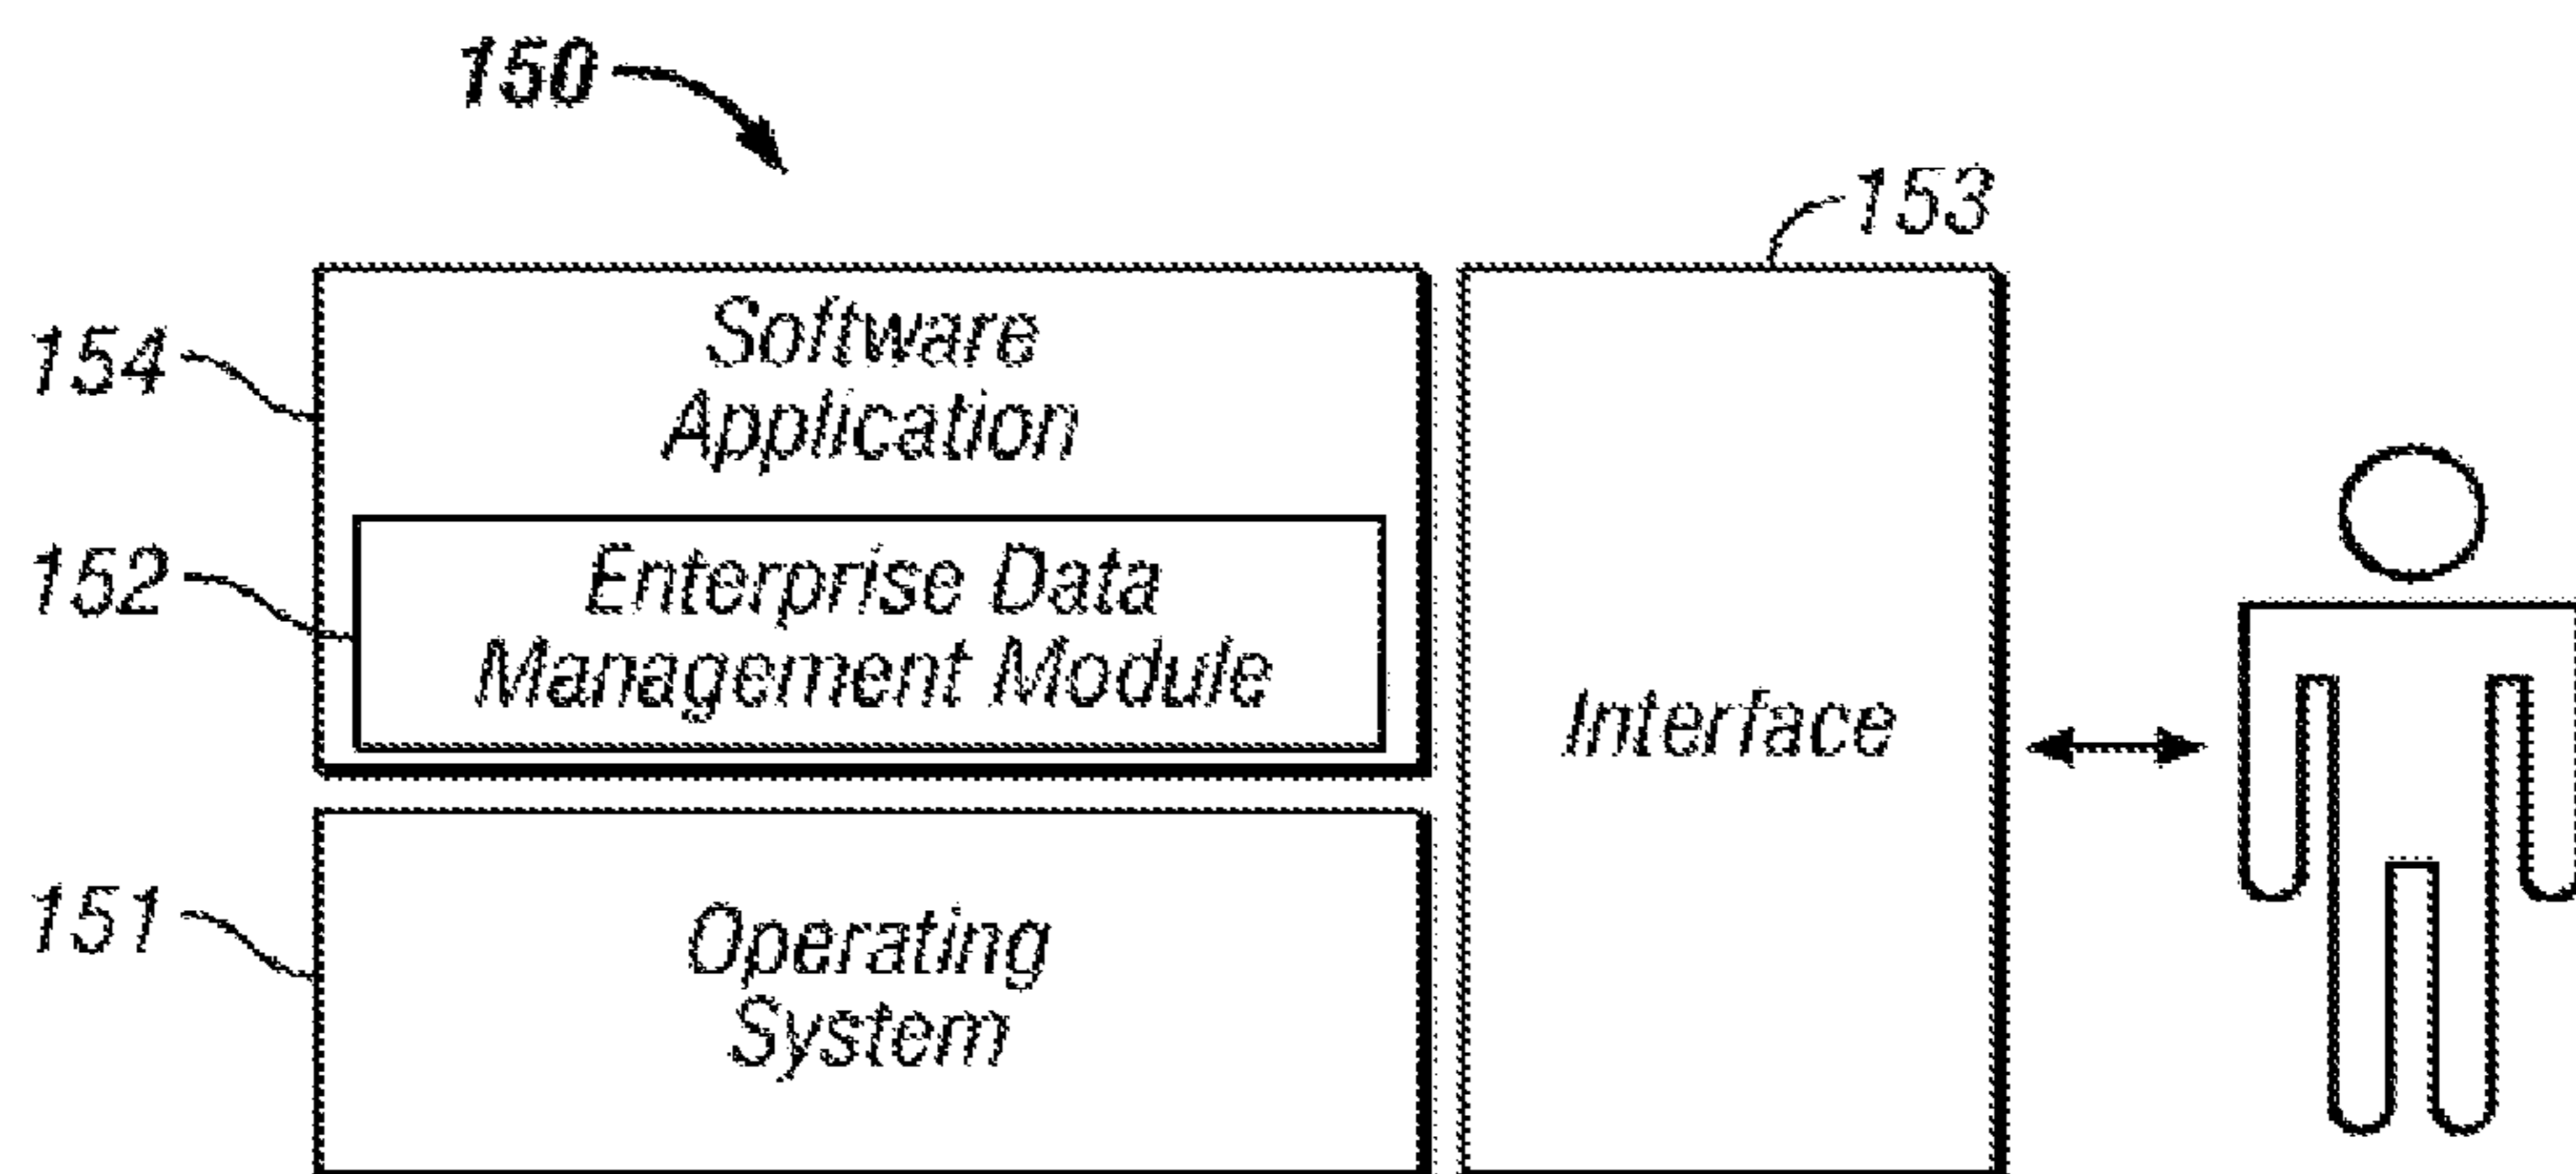 150
153
154
Software
Application
152
Enterprise Data
Management Module
Interface
151
Operating
System